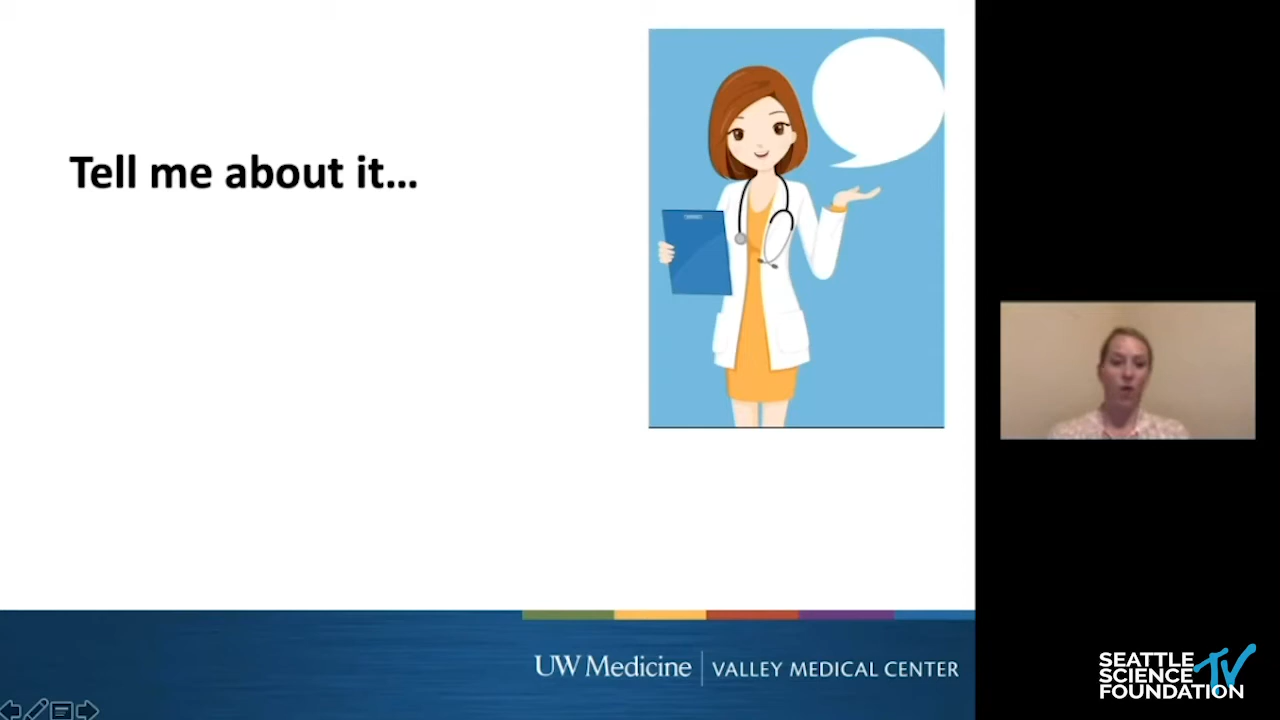 Tell me about it...
UW Medicine VALLEY MEDICAL CENTER
SEATTLE
SCIENCE TV
FOUNDATION